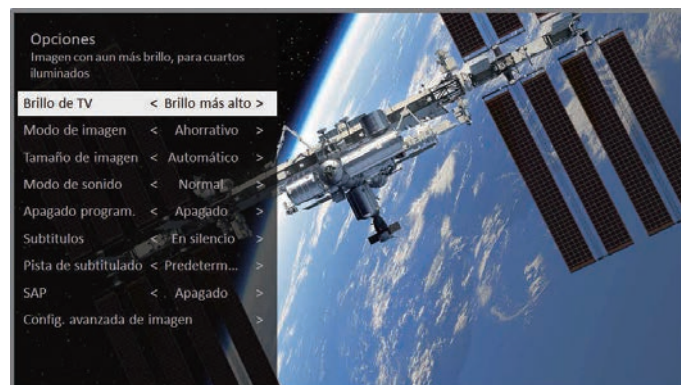 Opciones
Imagen con aun más brillo, para cuartos
iluminados
Brillo de TV < Brillo más alto >
Modo de imagen < Ahorrativo >
Tamaño de imagen < Automático >
Modo de sonido < Normal >
Apagado program. < Apagado >
Subtitulos < En silencio >
Pista de subtitulado < Predeterm... >
SAP < Apagado >
Config. avanzada de imagen >